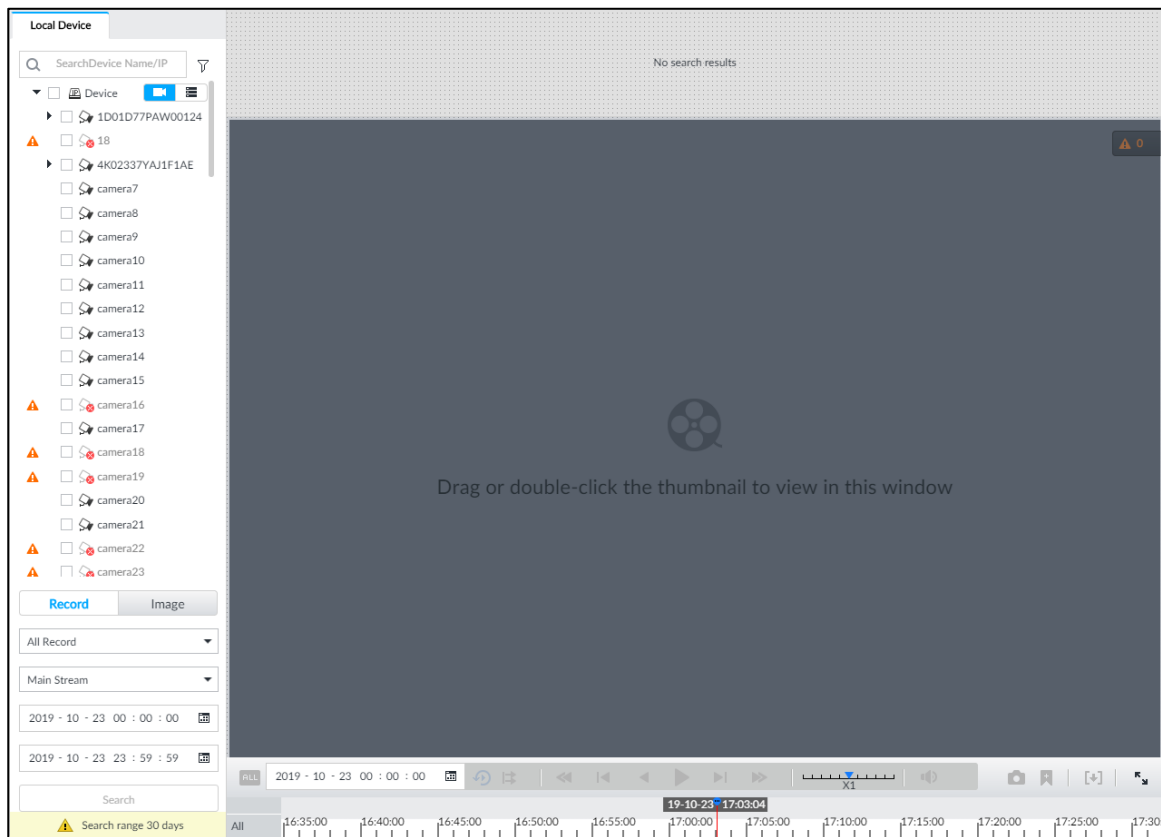 Local Device
SearchDevice Name/IP
No search results
Device
1D01D77PAW00124
18
0
4K02337YAJ1F1AE
camera7
camera8
camera9
camera10
camera11
camera12
camera13
camera14
camera15
camera16
camera17
camera18
camera19
Drag or double-click the thumbnail to view in this window
camera20
camera21
camera22
camera23
Record Image
All Record
Main Stream
2019 - 10 - 23 00 : 00 : 00
2019 - 10 - 23 23 : 59 : 59
Search
Search range 30 days
ALL 2019 - 10 - 23 00 : 00 : 00 X1
19-10-23 17:03:04
All 16:35:00 16:40:00 16:45:00 16:50:00 16:55:00 17:00:00 17:05:00 17:10:00 17:15:00 17:20:00 17:25:00 17:30